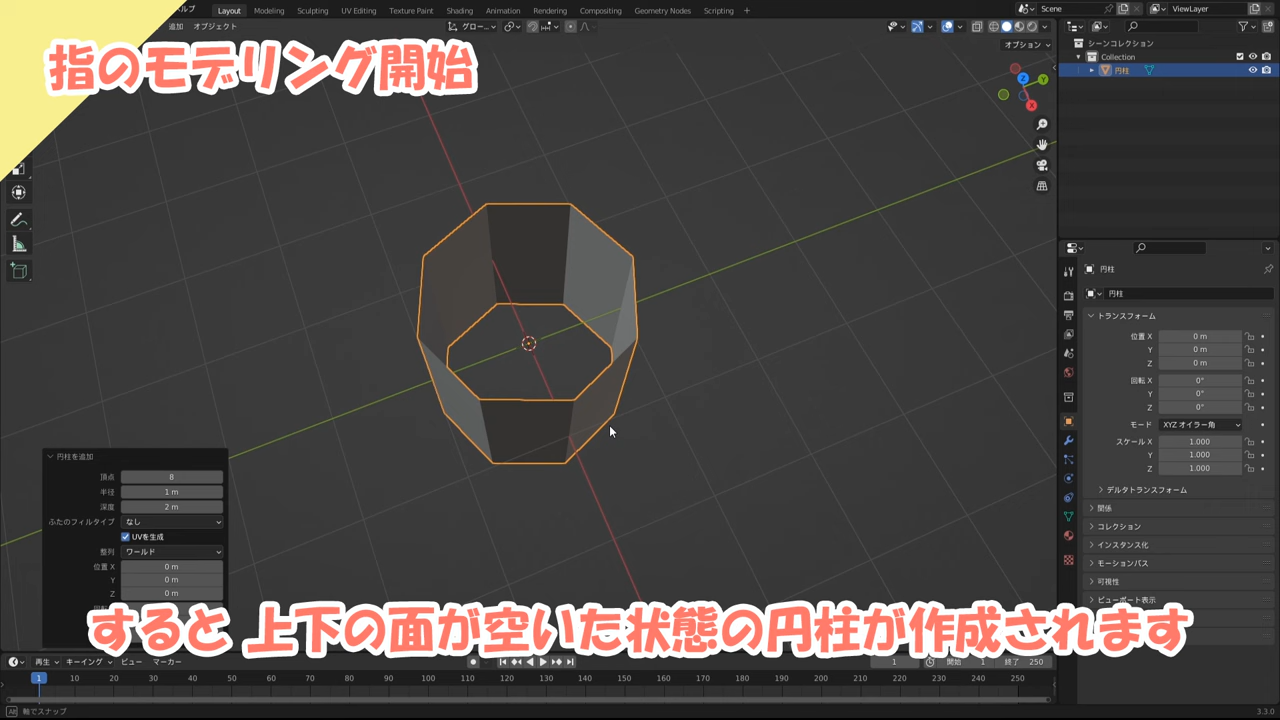 ルプ
Layout
Modeling
Sculpting
UV Editing
Texture Paint
Shading
Animation
Rendering
Compositing
Geometry Nodes
Scripting
+
Scene
ViewLayer
追加
オブジェクト
グロー...
オプション
指のモデリング開始
シーンコレクション
Collection
円柱
Z
Y
X
円柱
円柱
トランスフォーム
位置 X 0 m
Y 0 m
Z 0 m
回転 X 0°
Y 0°
Z 0°
モード XYZ オイラー角
スケール X 1.000
Y 1.000
Z 1.000
デルタトランスフォーム
関係
コレクション
インスタンス化
モーションパス
可視性
ビューポート表示
円柱を追加
頂点 8
半径 1 m
深度 2 m
ふたのフィルタイプ なし
UVを生成
整列 ワールド
位置 X 0 m
Y 0 m
Z 0 m
すると 上下の面が空いた状態の円柱が作成されます
再生
キーイング
ビュー
マーカー
1
開始 1
終了 250
1 10 20 30 40 50 60 70 80 90 100 110 120 130 140 150 160 170 180 190 200 210 220 230 240 250
軸でスナップ
3.3.0